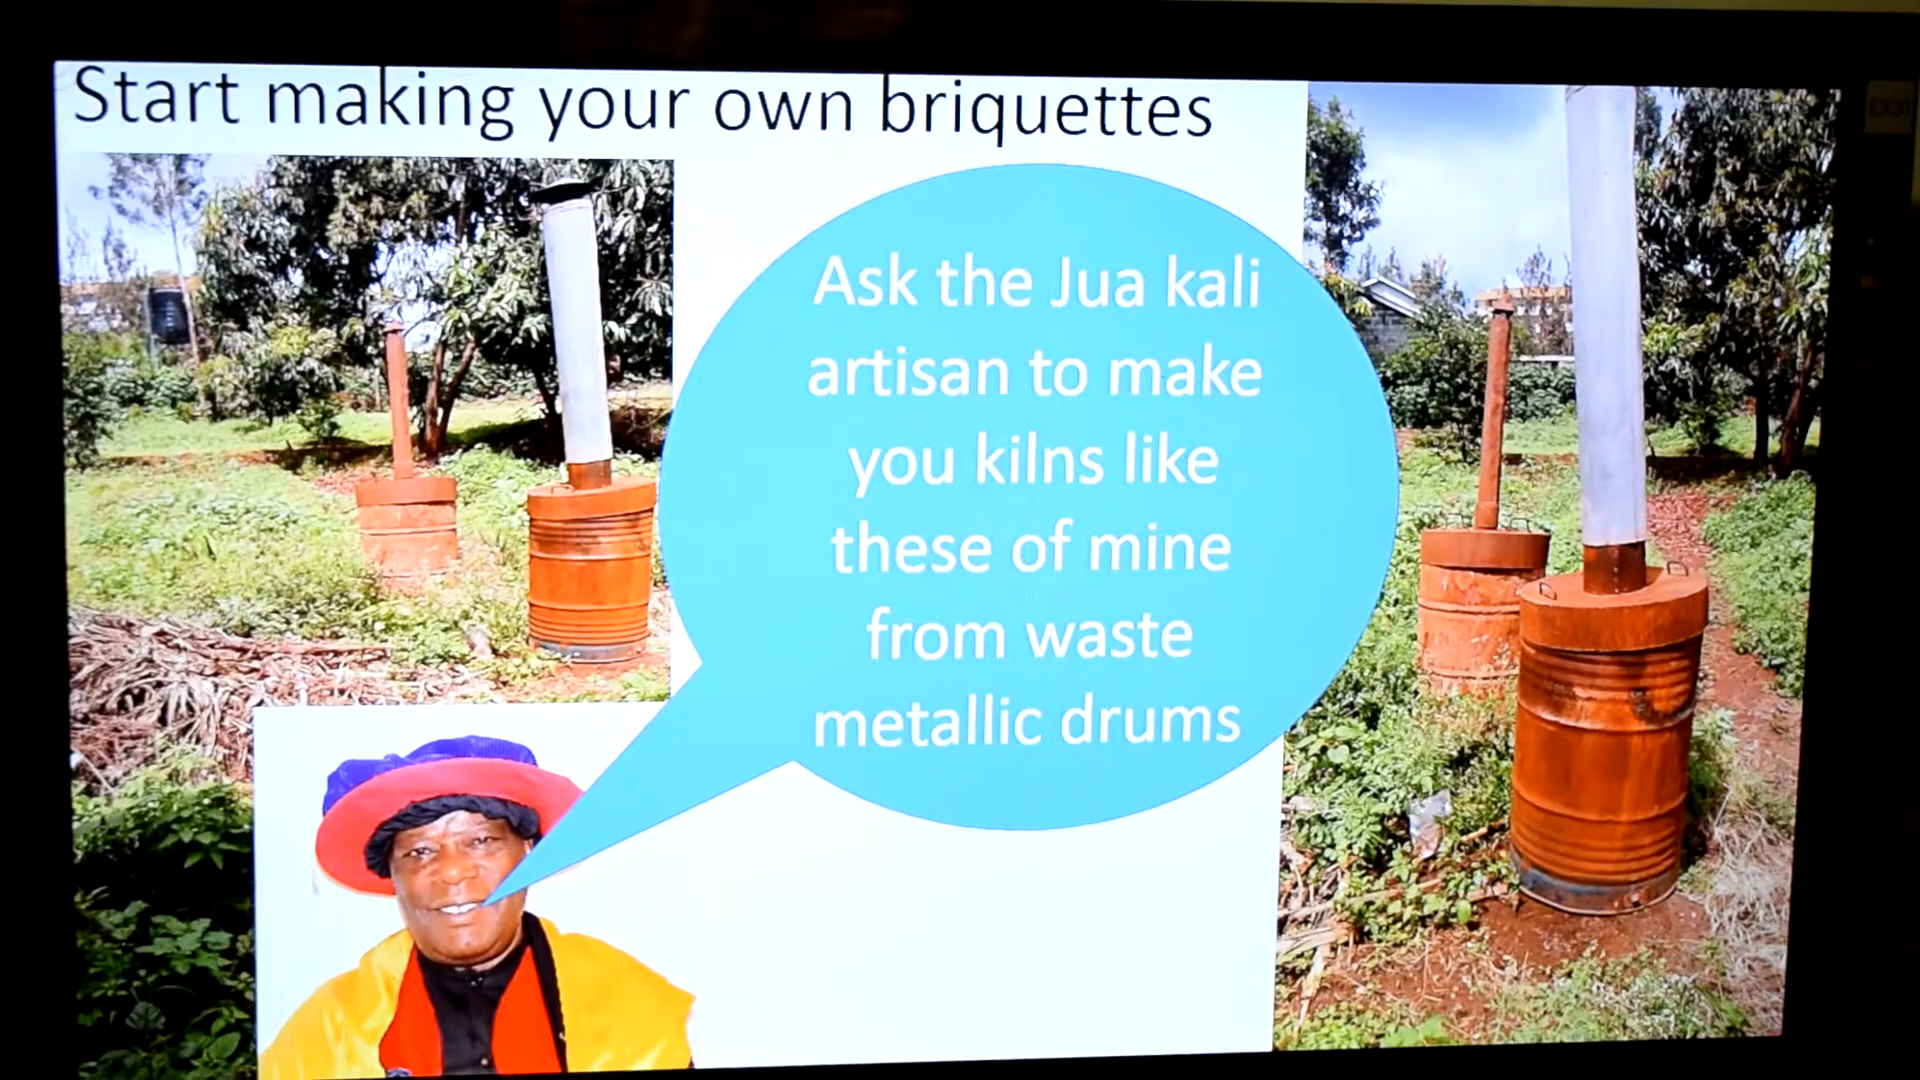 Start making your own briquettes
Ask the Jua kali
artisan to make
you kilns like
these of mine
from waste
metallic drums